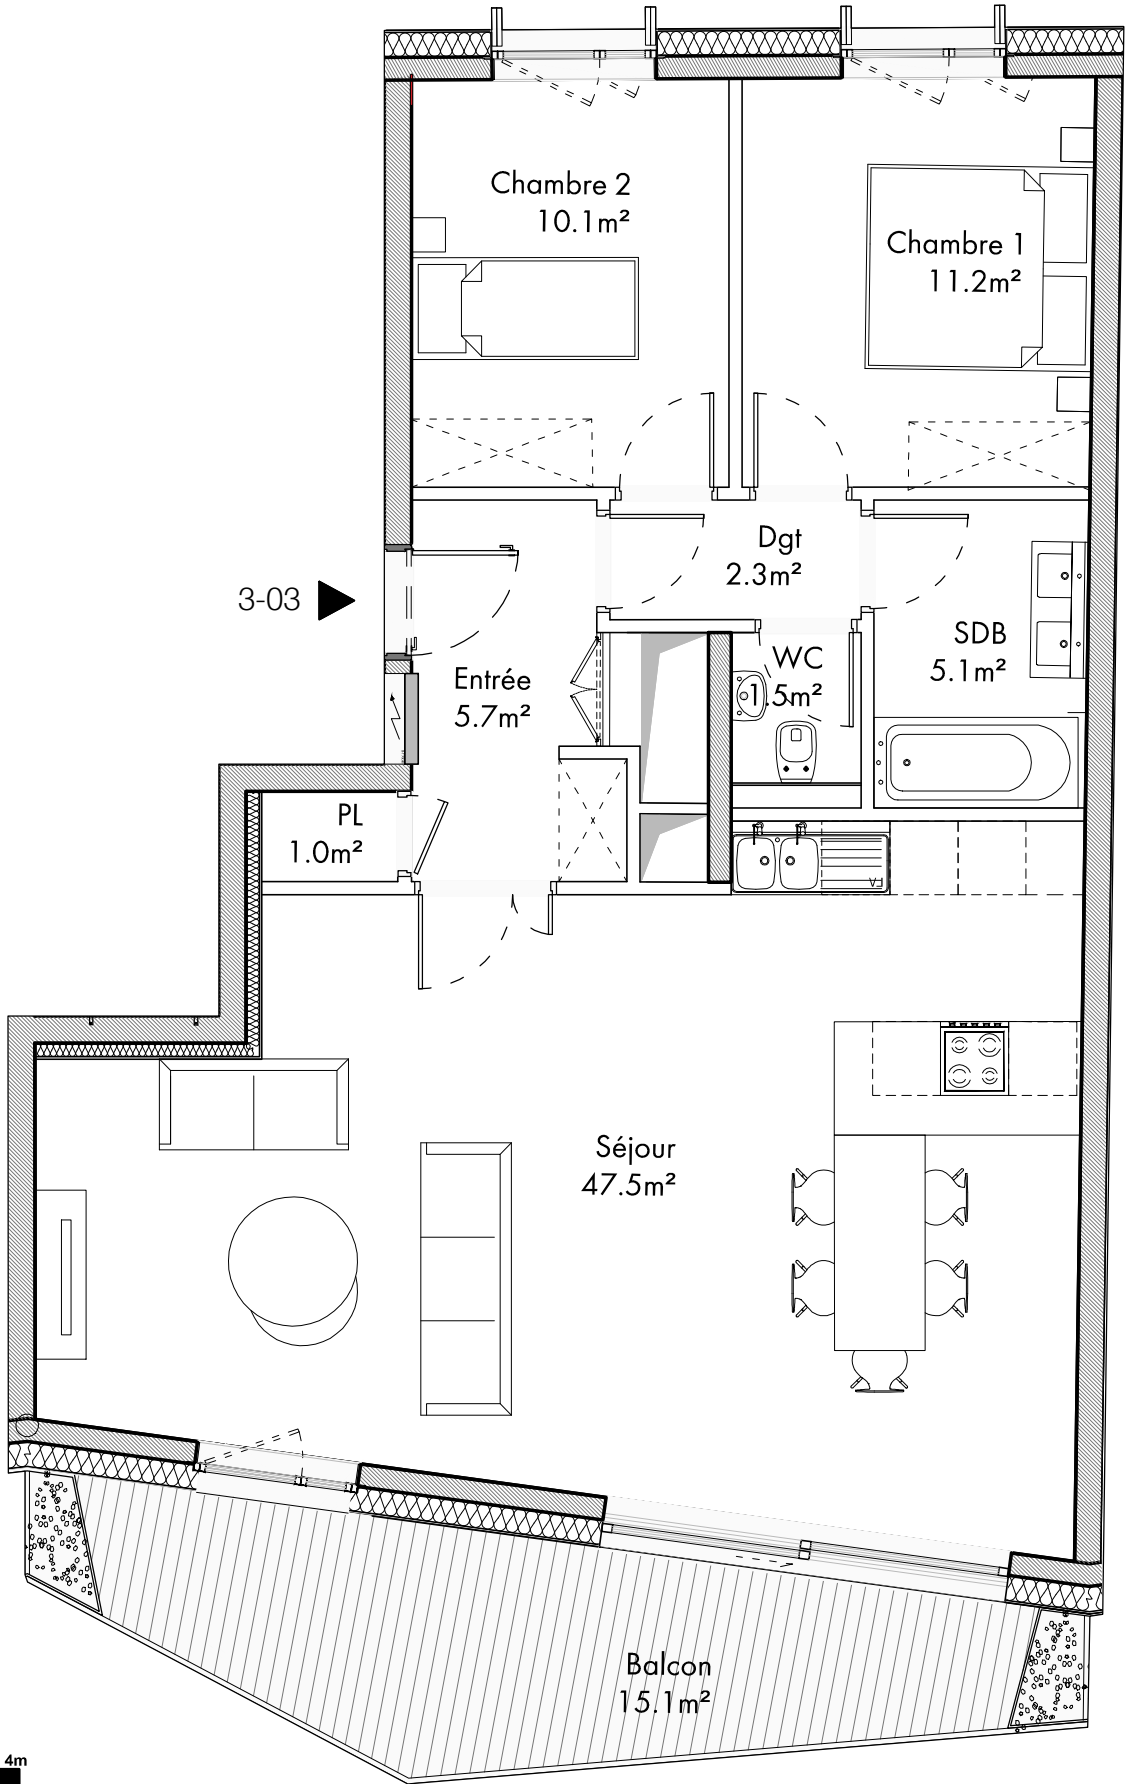 Chambre 2
10.1m²
Chambre 1
11.2m²
Dgt
2.3m²
3-03
SDB
5.1m²
WC
1.5m²
Entrée
5.7m²
PL
1.0m²
LV
Séjour
47.5m²
Balcon
15.1m²
4m